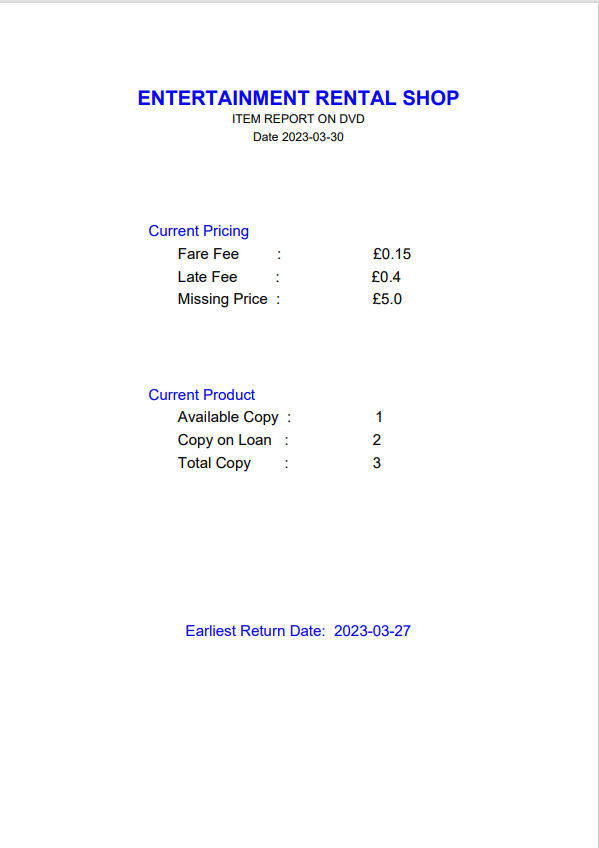 ENTERTAINMENT RENTAL SHOP
ITEM REPORT ON DVD
Date 2023-03-30
Current Pricing
Fare Fee : £0.15
Late Fee : £0.4
Missing Price : £5.0
Current Product
Available Copy : 1
Copy on Loan : 2
Total Copy : 3
Earliest Return Date: 2023-03-27